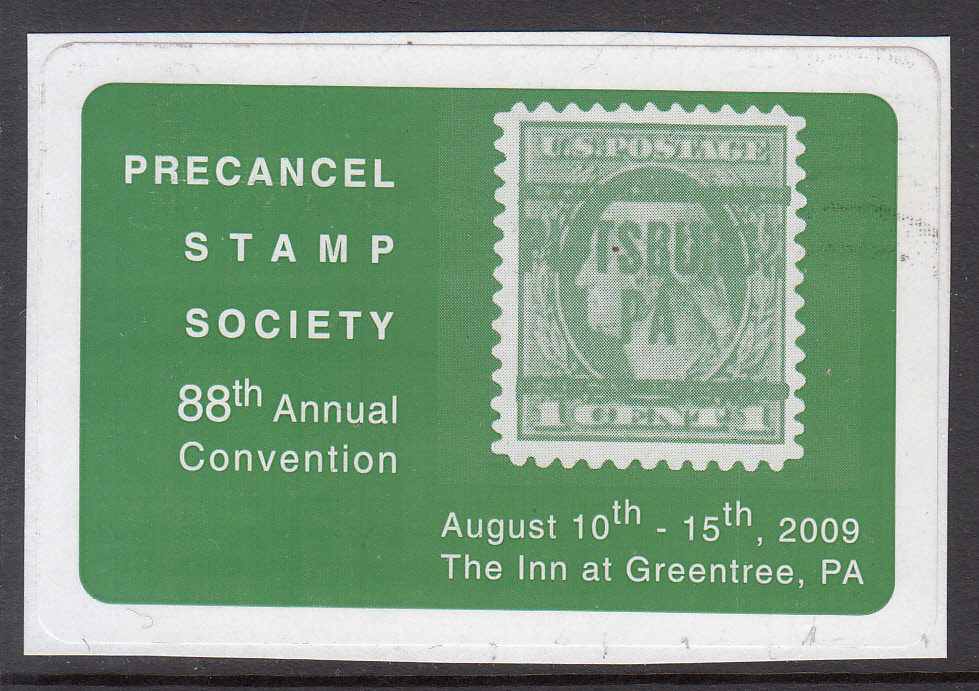 PRECANCEL
STAMP
SOCIETY
88th Annual
Convention
U.S. POSTAGE
TSBUR
PA
1 CENT 1
August 10th - 15th, 2009
The Inn at Greentree, PA